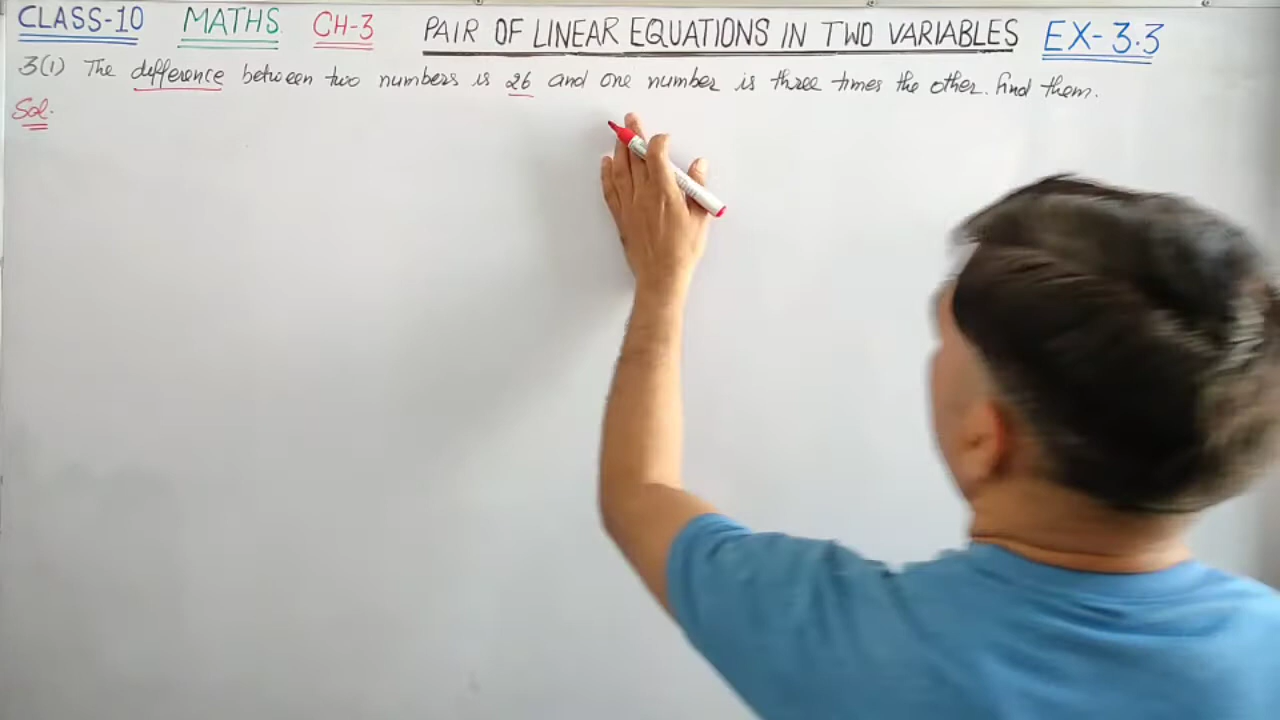 CLASS-10 MATHS. CH-3 PAIR OF LINEAR EQUATIONS IN TWO VARIABLES EX-3.3
3(1) The difference between two numbers is 26 and one number is three times the other. find them.
Sol.